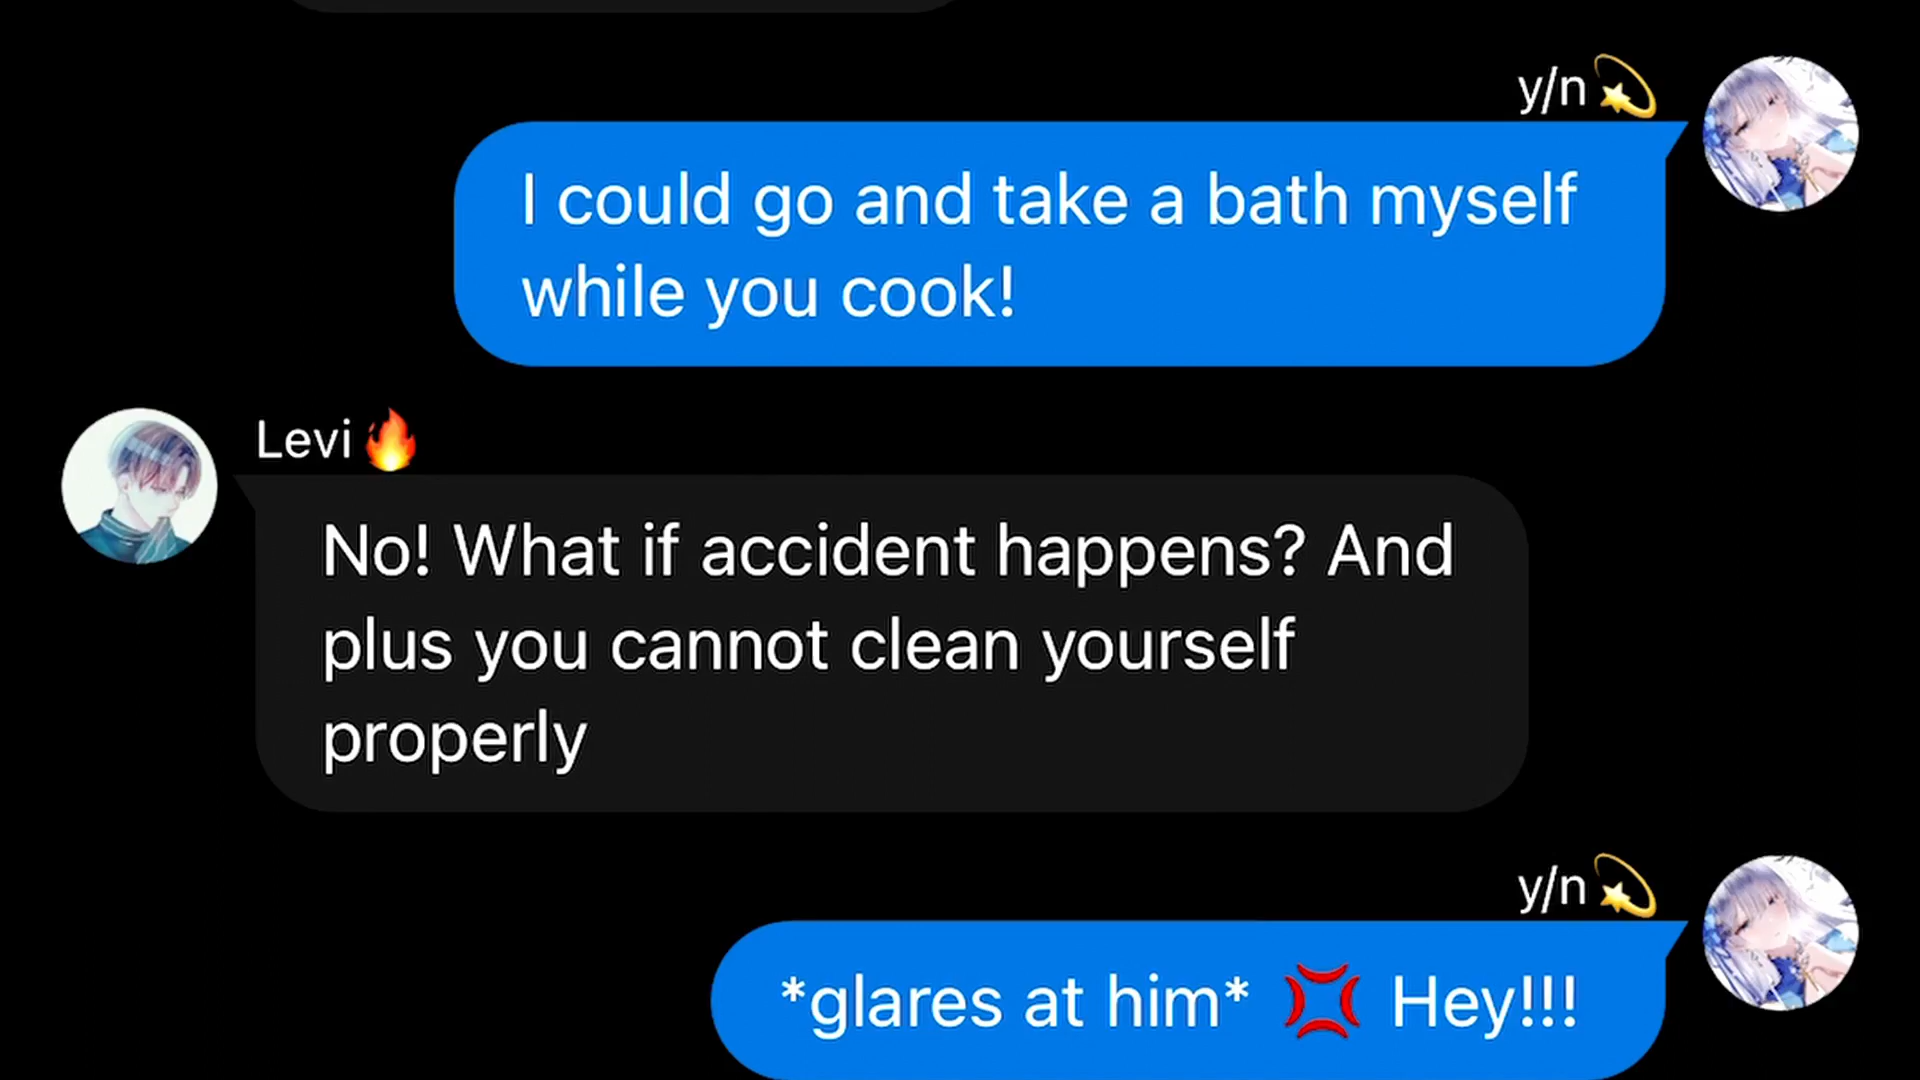 y/n💫
I could go and take a bath myself
while you cook!
Levi🔥
No! What if accident happens? And
plus you cannot clean yourself
properly
y/n💫
*glares at him* 💢 Hey!!!